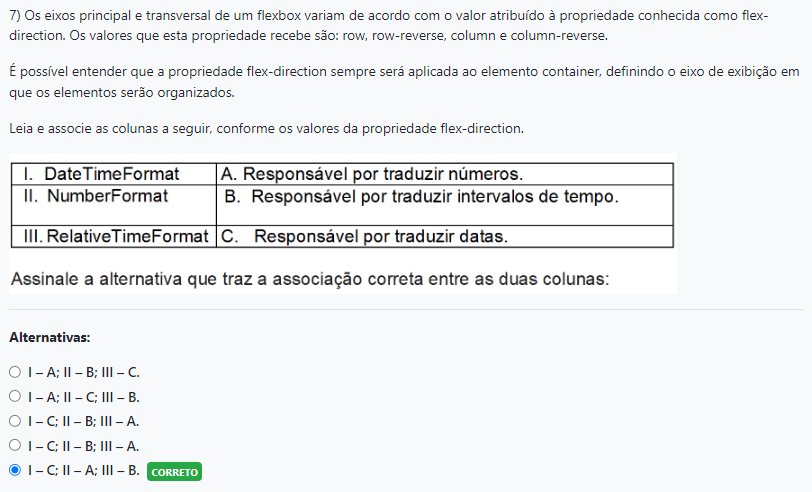 7) Os eixos principal e transversal de um flexbox variam de acordo com o valor atribuído à propriedade conhecida como flex-
direction. Os valores que esta propriedade recebe são: row, row-reverse, column e column-reverse.
É possível entender que a propriedade flex-direction sempre será aplicada ao elemento container, definindo o eixo de exibição em
que os elementos serão organizados.
Leia e associe as colunas a seguir, conforme os valores da propriedade flex-direction.
I. DateTimeFormat A. Responsável por traduzir números.
II. NumberFormat B. Responsável por traduzir intervalos de tempo.
III. RelativeTimeFormat C. Responsável por traduzir datas.
Assinale a alternativa que traz a associação correta entre as duas colunas:
Alternativas:
I – A; II – B; III – C.
I – A; II – C; III – B.
I – C; II – B; III – A.
I – C; II – B; III – A.
I – C; II – A; III – B. CORRETO